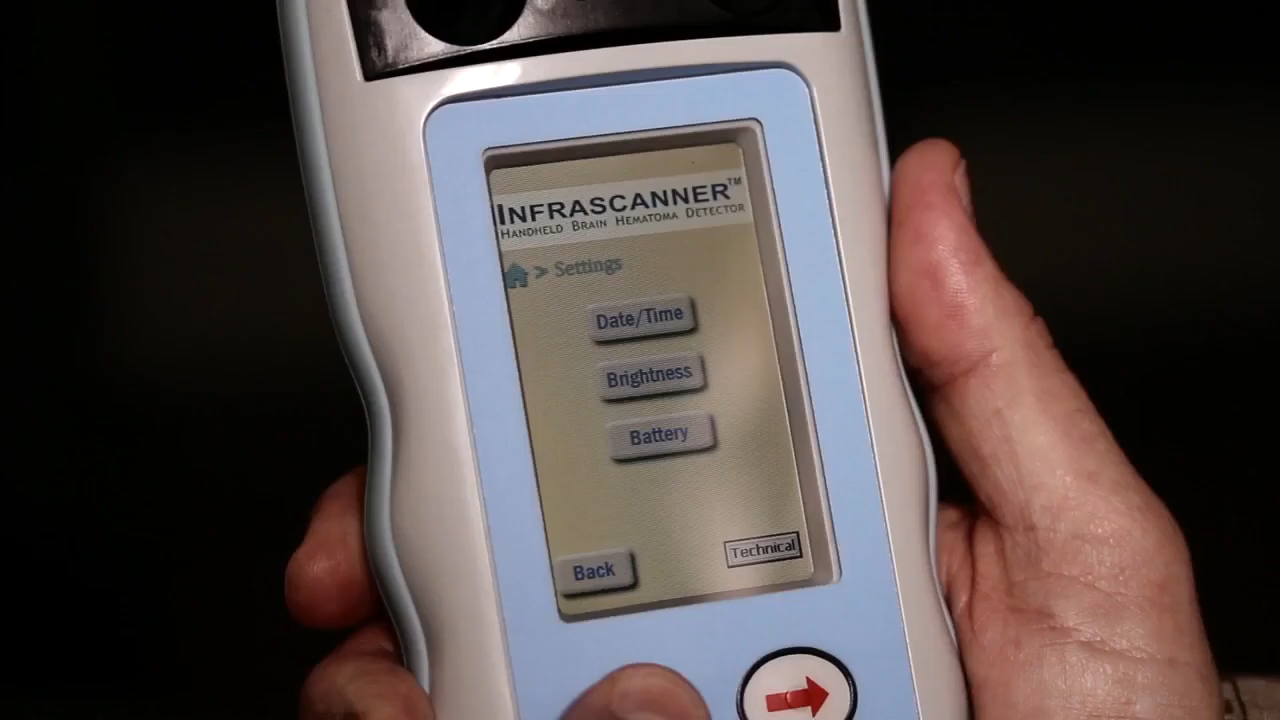 INFRASCANNER™
HANDHELD BRAIN HEMATOMA DETECTOR
> Settings
Date/Time
Brightness
Battery
Technical
Back